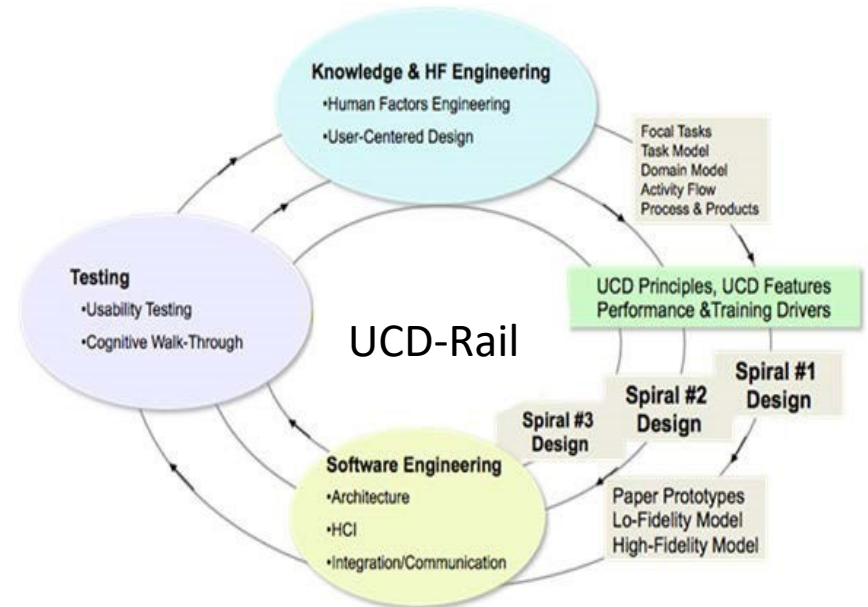 Knowledge & HF Engineering
•Human Factors Engineering
•User-Centered Design
Focal Tasks
Task Model
Domain Model
Activity Flow
Process & Products
UCD Principles, UCD Features
Performance &Training Drivers
Testing
•Usability Testing
•Cognitive Walk-Through
UCD-Rail
Spiral #1
Design
Spiral #2
Design
Spiral #3
Design
Software Engineering
•Architecture
•HCI
•Integration/Communication
Paper Prototypes
Lo-Fidelity Model
High-Fidelity Model